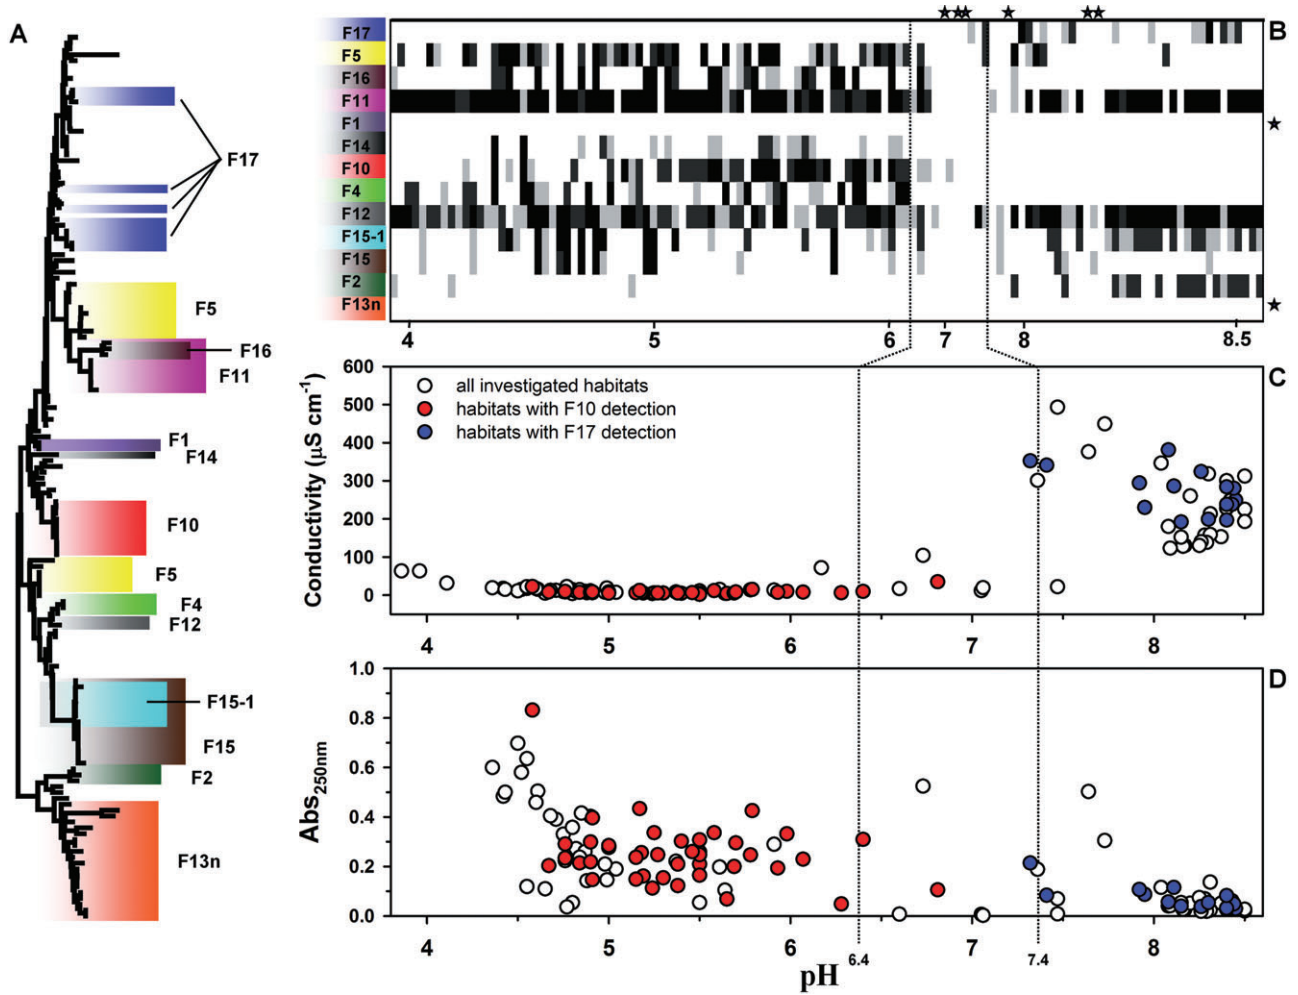 A
F17
F5
F16
F11
F1
F14
F10
F5
F4
F12
F15-1
F15
F2
F13n
B
F17
F5
F16
F11
F1
F14
F10
F4
F12
F15-1
F15
F2
F13n
4 5 6 7 8 8.5
C
Conductivity (µS cm⁻¹)
600
500
400
300
200
100
0
all investigated habitats
habitats with F10 detection
habitats with F17 detection
4 5 6 7 8
D
Abs250nm
1.0
0.8
0.6
0.4
0.2
0.0
4 5 6 7 8
6.4 7.4
pH